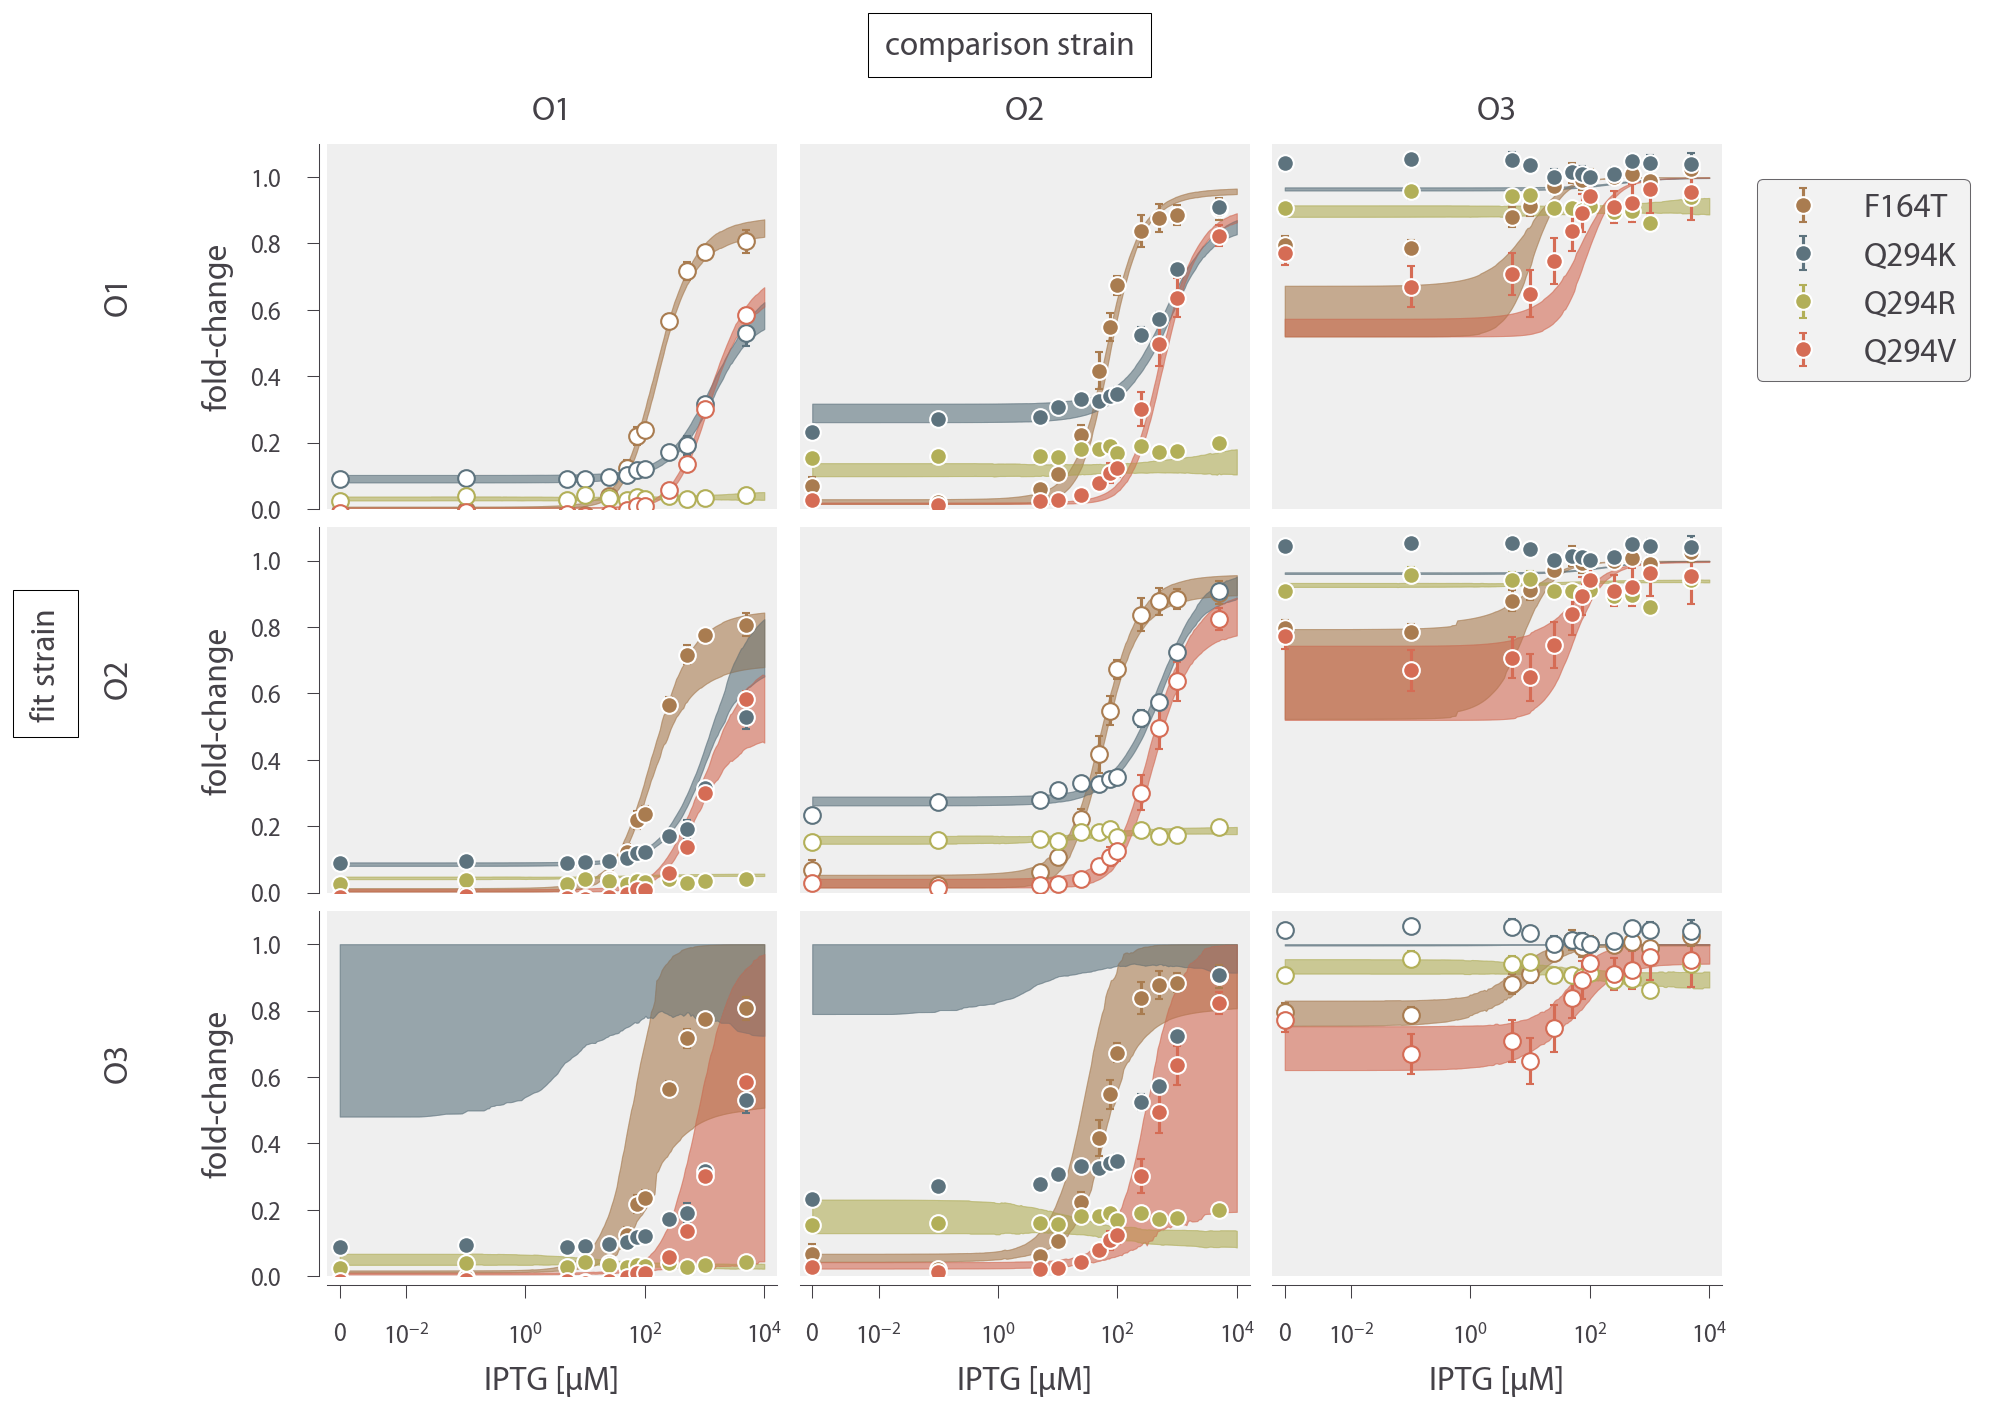 comparison strain
O1
O2
O3
fit strain
O1
fold-change
1.0
0.8
0.6
0.4
0.2
0.0
F164T
Q294K
Q294R
Q294V
O2
fold-change
1.0
0.8
0.6
0.4
0.2
0.0
O3
fold-change
1.0
0.8
0.6
0.4
0.2
0.0
0 10⁻² 10⁰ 10² 10⁴
0 10⁻² 10⁰ 10² 10⁴
0 10⁻² 10⁰ 10² 10⁴
IPTG [µM]
IPTG [µM]
IPTG [µM]